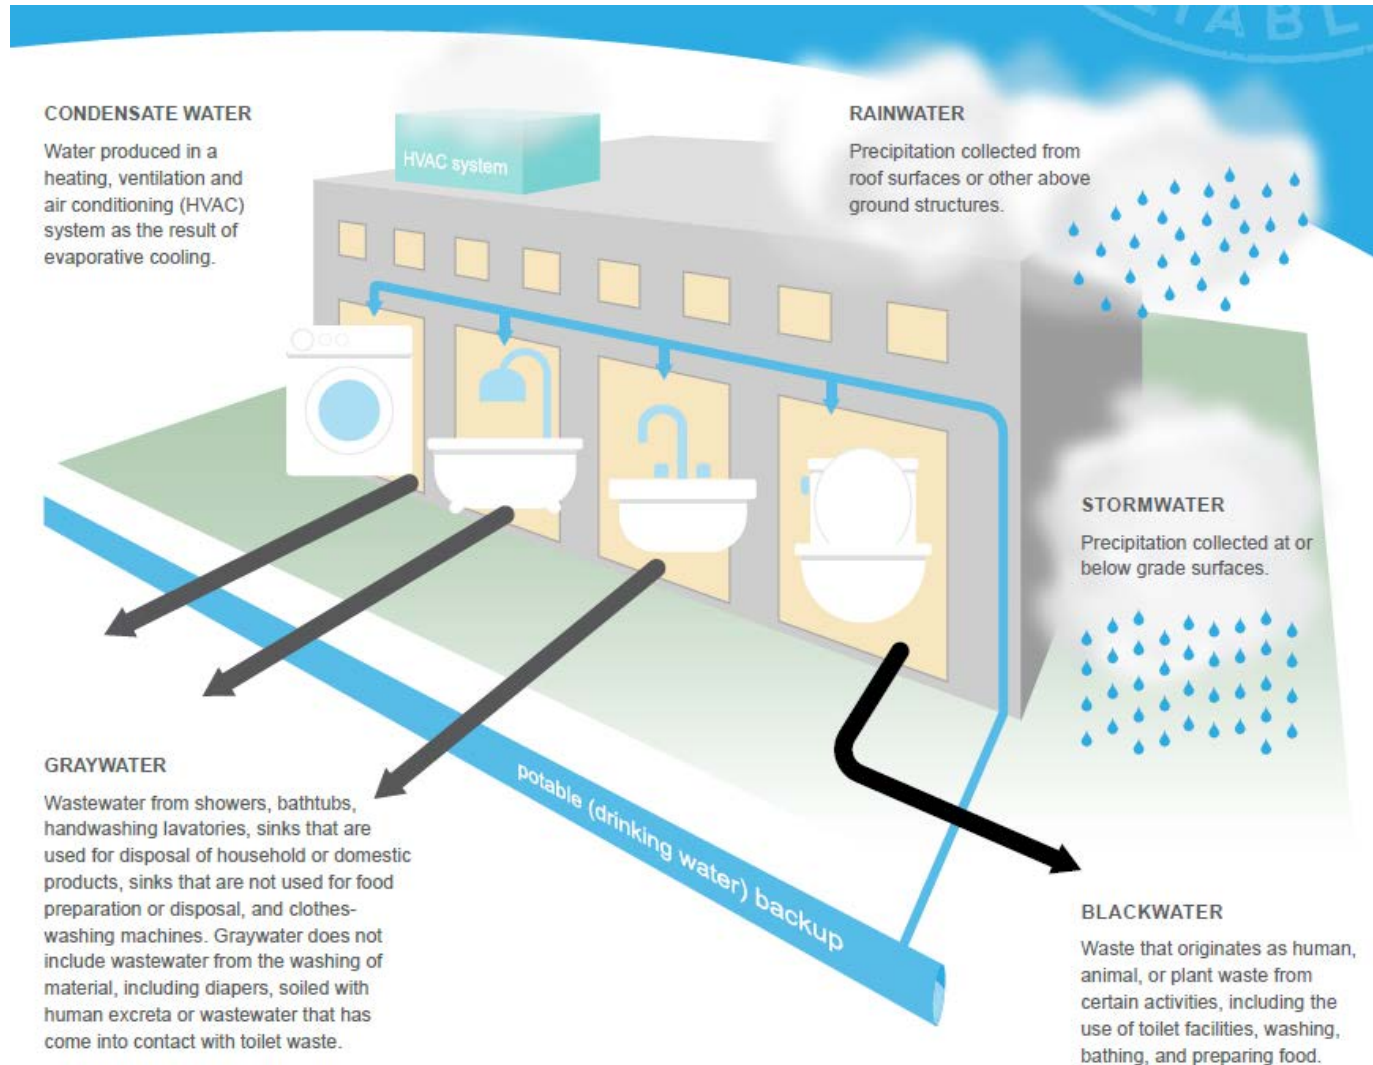 IABL
CONDENSATE WATER
Water produced in a
heating, ventilation and
air conditioning (HVAC)
system as the result of
evaporative cooling.
HVAC system
RAINWATER
Precipitation collected from
roof surfaces or other above
ground structures.
STORMWATER
Precipitation collected at or
below grade surfaces.
GRAYWATER
Wastewater from showers, bathtubs,
handwashing lavatories, sinks that are
used for disposal of household or domestic
products, sinks that are not used for food
preparation or disposal, and clothes-
washing machines. Graywater does not
include wastewater from the washing of
material, including diapers, soiled with
human excreta or wastewater that has
come into contact with toilet waste.
potable (drinking water) backup
BLACKWATER
Waste that originates as human,
animal, or plant waste from
certain activities, including the
use of toilet facilities, washing,
bathing, and preparing food.